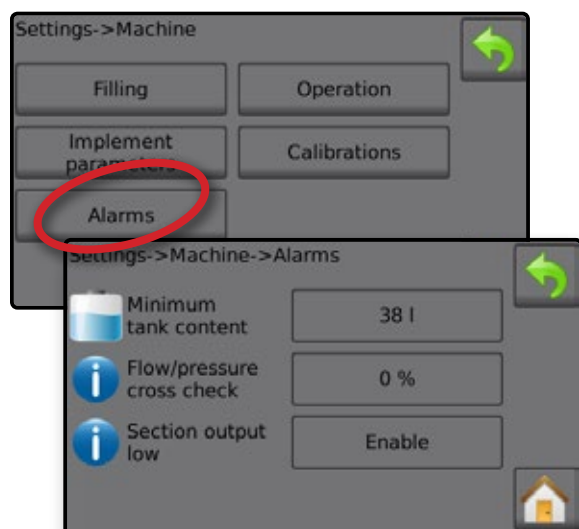 Settings->Machine
Filling
Operation
Implement
parameters
Calibrations
Alarms
Settings->Machine->Alarms
Minimum
tank content
38 l
Flow/pressure
cross check
0 %
Section output
low
Enable